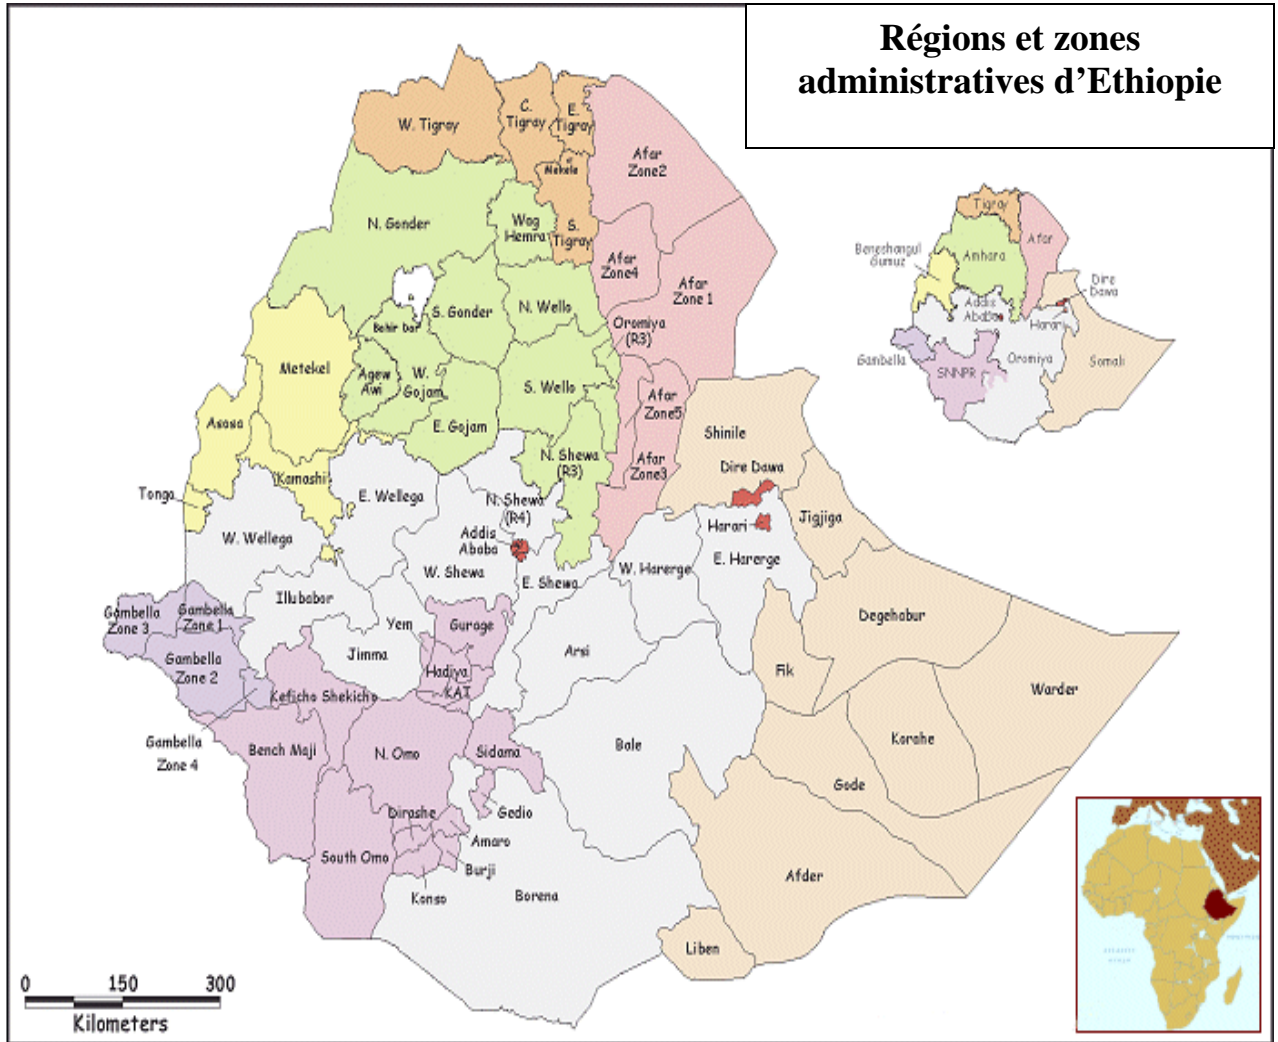 Régions et zones
administratives d’Ethiopie
W. Tigray
C.
Tigray
E.
Tigray
Mekele
S.
Tigray
Afar
Zone2
N. Gonder
Wag
Hemra
Afar
Zone4
Afar
Zone 1
S. Gonder
N. Wello
Bahir Dar
Oromiya
(R3)
Metekel
Agew
Awi
W.
Gojam
S. Wello
Afar
Zone5
E. Gojam
Asosa
Shinile
N. Shewa
(R3)
Afar
Zone3
Dire Dawa
Kamashi
Tongo
E. Wellega
N. Shewa
(R4)
Jigjiga
Harari
W. Wellega
Addis
Ababa
W. Shewa
E. Shewa
W. Harerge
E. Harerge
Illubabor
Gambella
Zone 3
Gambella
Zone 1
Yem
Gurage
Degehabur
Jimma
Arsi
Gambella
Zone 2
Hadiya
KAT
Fik
Keficho Shekicho
Warder
Gambella
Zone 4
Bench Maji
N. Omo
Sidama
Bale
Korahe
Gode
Dirashe
Gedio
Amaro
South Omo
Burji
Konso
Borena
Afder
Liben
Tigray
Afar
Beneshangul
Gumuz
Amhara
Dire
Dawa
Addis
Ababa
Harari
Gambella
SNNPR
Oromiya
Somali
0 150 300
Kilometers